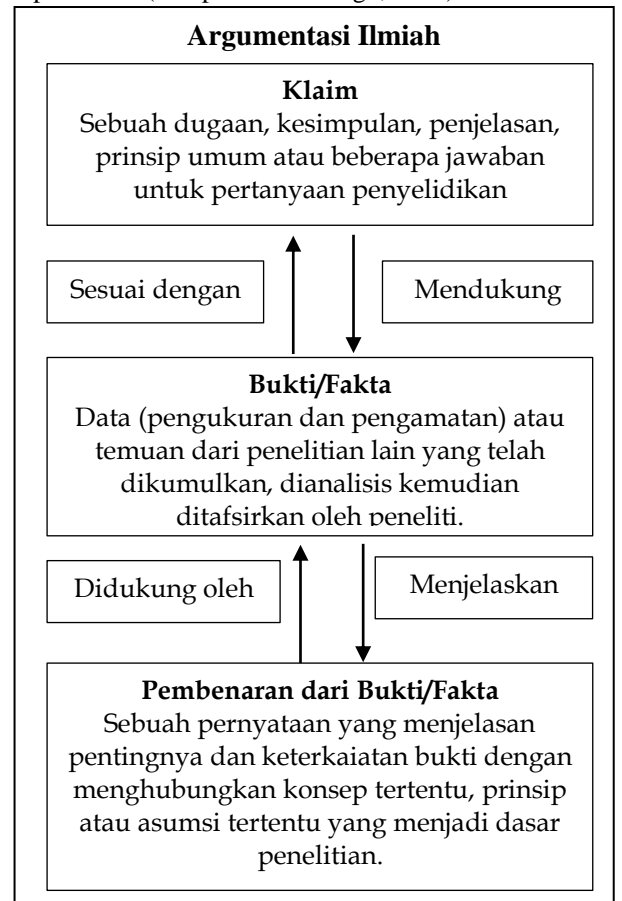 Argumentasi Ilmiah
Klaim
Sebuah dugaan, kesimpulan, penjelasan,
prinsip umum atau beberapa jawaban
untuk pertanyaan penyelidikan
Sesuai dengan
Mendukung
Bukti/Fakta
Data (pengukuran dan pengamatan) atau
temuan dari penelitian lain yang telah
dikumulkan, dianalisis kemudian
ditafsirkan oleh peneliti.
Didukung oleh
Menjelaskan
Pembenaran dari Bukti/Fakta
Sebuah pernyataan yang menjelasan
pentingnya dan keterkaiatan bukti dengan
menghubungkan konsep tertentu, prinsip
atau asumsi tertentu yang menjadi dasar
penelitian.